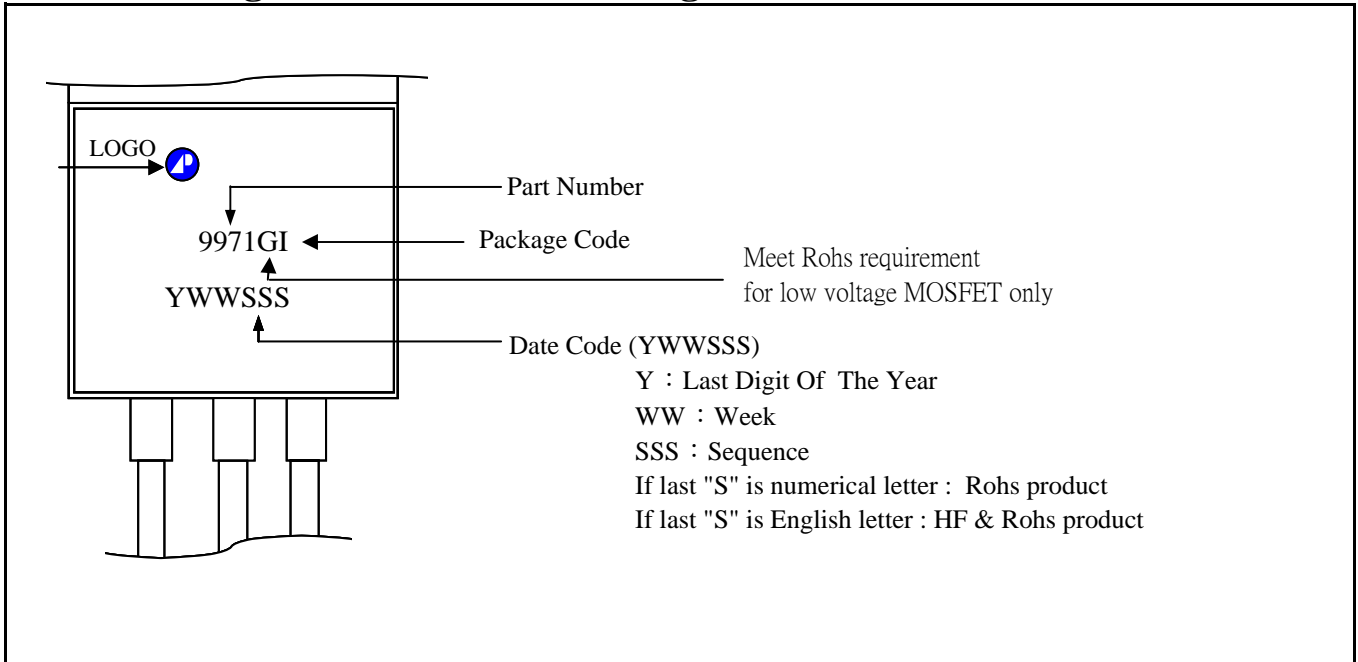 LOGO
Part Number
9971GI
Package Code
Meet Rohs requirement
for low voltage MOSFET only
YWWSSS
Date Code (YWWSSS)
Y：Last Digit Of The Year
WW：Week
SSS：Sequence
If last "S" is numerical letter : Rohs product
If last "S" is English letter : HF & Rohs product